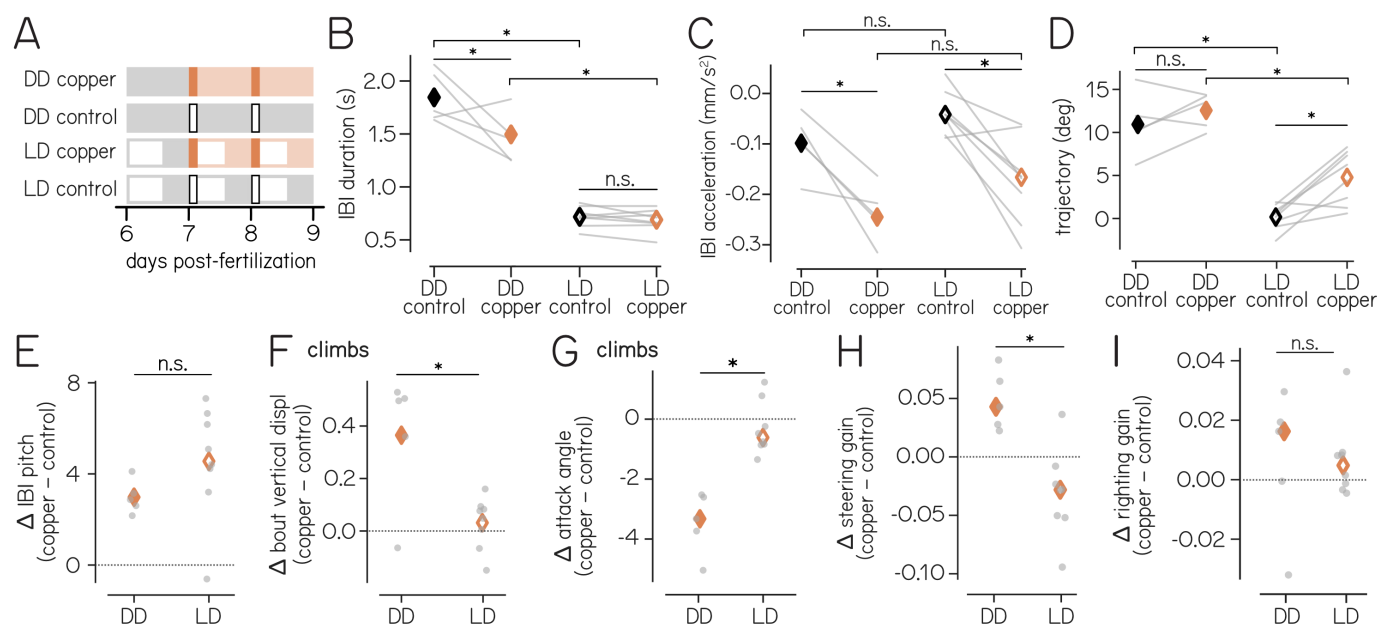 A
DD copper
DD control
LD copper
LD control
6 7 8 9
days post-fertilization
B
* 
*
*
n.s.
IBI duration (s)
2.0
1.5
1.0
0.5
DD control
DD copper
LD control
LD copper
C
n.s.
n.s.
*
*
IBI acceleration (mm/s²)
0.0
-0.1
-0.2
-0.3
DD control
DD copper
LD control
LD copper
D
*
n.s.
*
*
trajectory (deg)
15
10
5
0
DD control
DD copper
LD control
LD copper
E
n.s.
Δ IBI pitch
(copper – control)
8
4
0
DD LD
F climbs
*
Δ bout vertical displ
(copper – control)
0.4
0.2
0.0
DD LD
G climbs
*
Δ attack angle
(copper – control)
0
-2
-4
DD LD
H
*
Δ steering gain
(copper – control)
0.05
0.00
-0.05
-0.10
DD LD
I
n.s.
Δ righting gain
(copper – control)
0.04
0.02
0.00
-0.02
DD LD